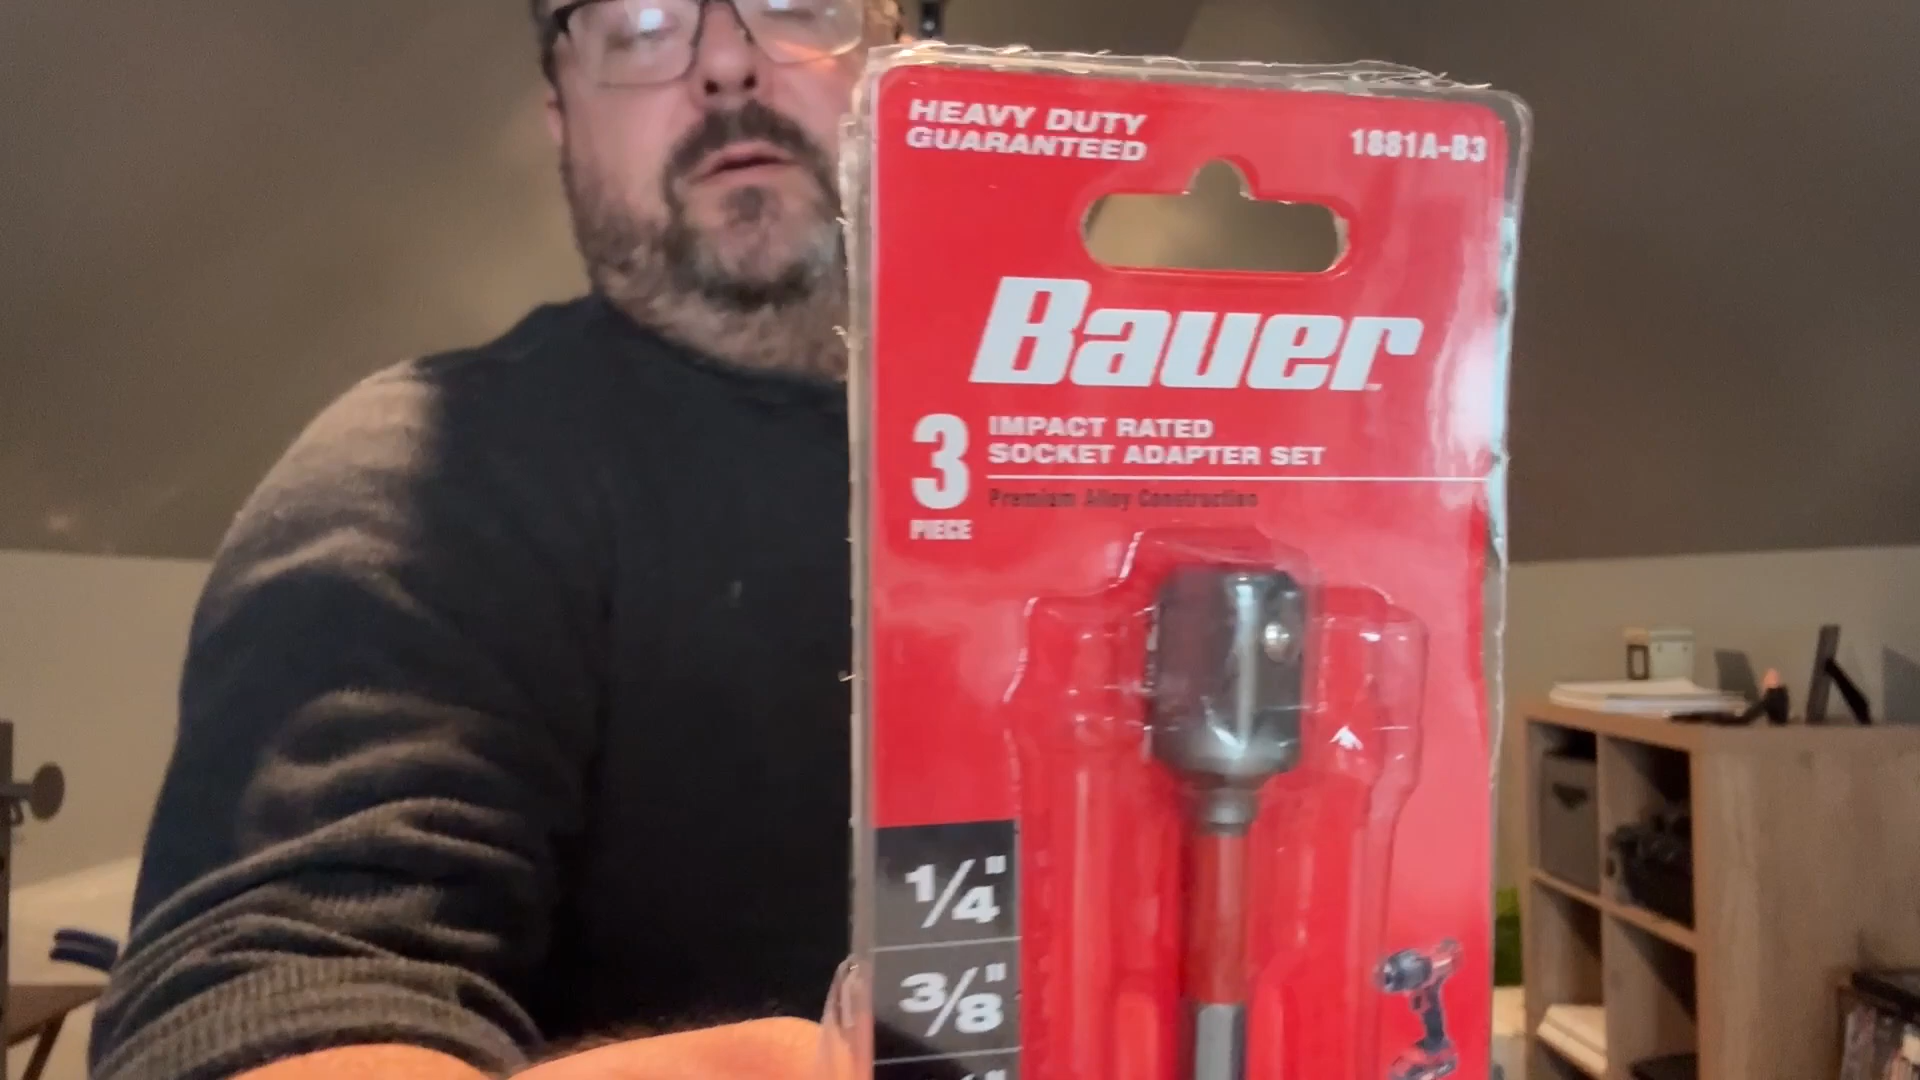 HEAVY DUTY
GUARANTEED
1881A-B3
Bauer
3
PIECE
IMPACT RATED
SOCKET ADAPTER SET
Premium Alloy Construction
1/4"
3/8"